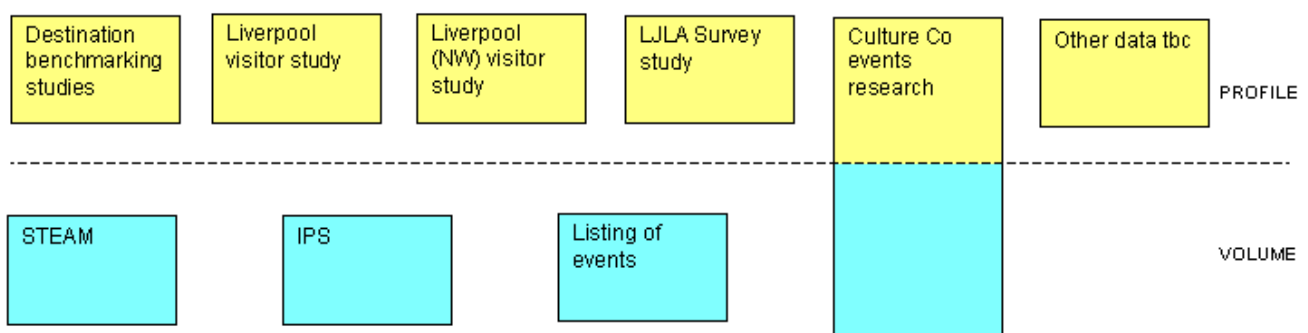 Destination
benchmarking
studies
Liverpool
visitor study
Liverpool
(NW) visitor
study
LJLA Survey
study
Culture Co
events
research
Other data tbc
PROFILE
STEAM
IPS
Listing of
events
VOLUME